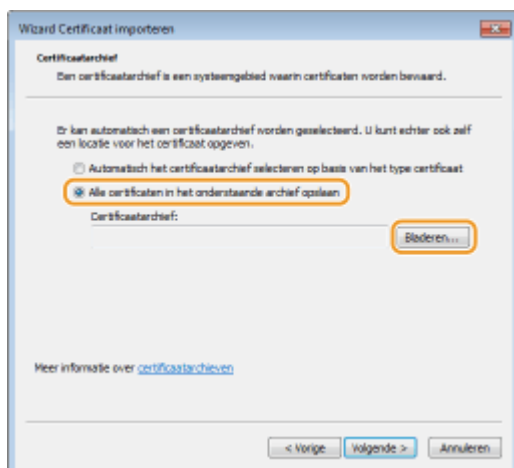 Wizard Certificaat importeren
Certificaatarchief
Een certificaatarchief is een systeemgebied waarin certificaten worden bewaard.
Er kan automatisch een certificaatarchief worden geselecteerd. U kunt echter ook zelf
een locatie voor het certificaat opgeven.
Automatisch het certificaatarchief selecteren op basis van het type certificaat
Alle certificaten in het onderstaande archief opslaan
Certificaatarchief:
Bladeren...
Meer informatie over certificaatarchieven
< Vorige Volgende > Annuleren